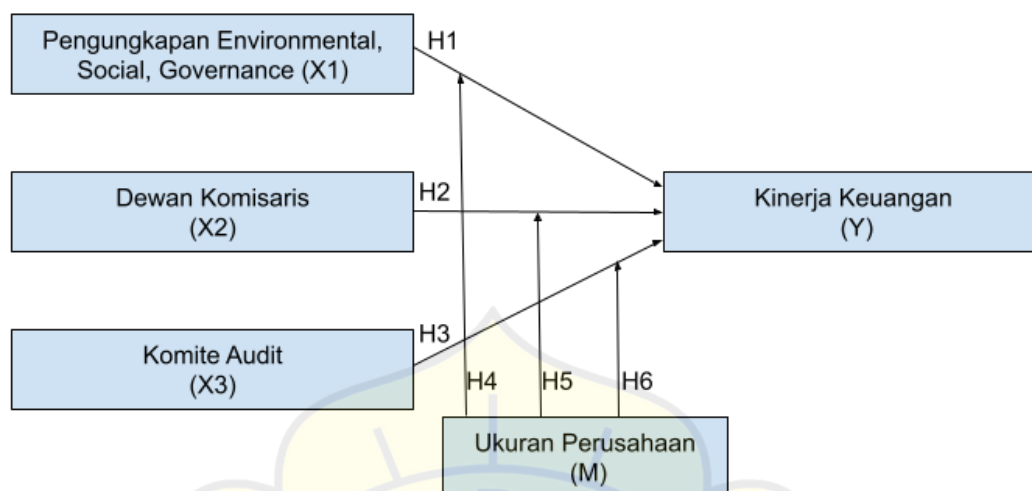 Pengungkapan Environmental,
Social, Governance (X1)
H1
Dewan Komisaris
(X2)
H2
Kinerja Keuangan
(Y)
Komite Audit
(X3)
H3
H4
H5
H6
Ukuran Perusahaan
(M)